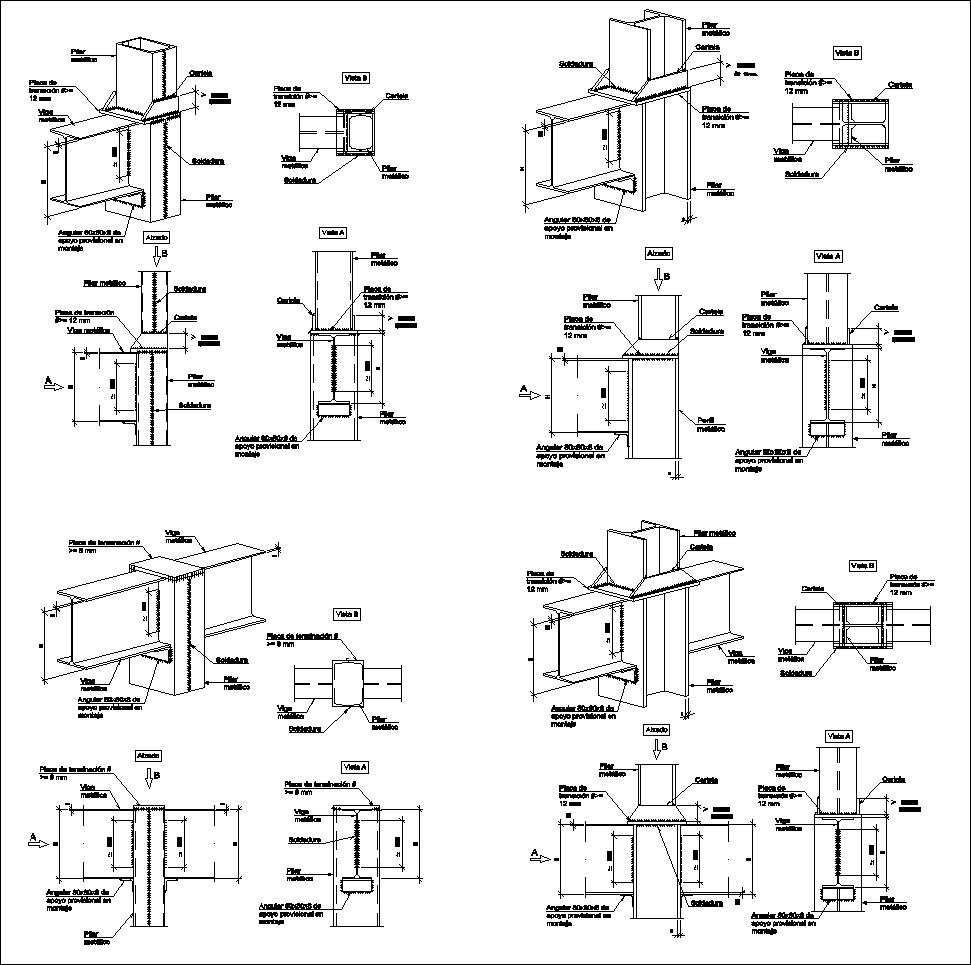 Pilar
metálico
Cartela
Placa de
transición #>=
12 mm
Viga
metálica
Soldadura
Pilar
metálico
Angular 80x80x8 de
apoyo provisional en
montaje
Vista B
Placa de
transición #>=
12 mm
Cartela
Viga
metálica
Soldadura
Pilar
metálico
Alzado
B
Pilar metálico
Soldadura
Placa de transición
#>= 12 mm
Cartela
Viga metálica
A
Pilar
metálico
Soldadura
Vista A
Pilar
metálico
Cartela
Placa de
transición #>=
12 mm
Viga
metálica
Pilar
metálico
Angular 80x80x8 de
apoyo provisional en
montaje
Pilar
metálico
Soldadura
Cartela
Placa de
transición #>=
12 mm
Placa de
transición #>=
12 mm
Viga
metálica
Pilar
metálico
Angular 80x80x8 de
apoyo provisional en
montaje
Vista B
Placa de
transición #>=
12 mm
Cartela
Viga
metálica
Soldadura
Pilar
metálico
Alzado
B
Pilar
metálico
Cartela
Placa de
transición #>=
12 mm
Soldadura
A
Perfil
metálico
Angular 80x80x8 de
apoyo provisional en
montaje
Vista A
Pilar
metálico
Cartela
Placa de
transición #>=
12 mm
Viga
metálica
Pilar
metálico
Angular 80x80x8 de
apoyo provisional en
montaje
Placa de terminación #
>= 8 mm
Viga
metálica
Soldadura
Viga
metálica
Pilar
metálico
Angular 80x80x8 de
apoyo provisional en
montaje
Vista B
Placa de terminación #
>= 8 mm
Viga
metálica
Soldadura
Pilar
metálico
Alzado
B
Placa de terminación #
>= 8 mm
Viga
metálica
A
Angular 80x80x8 de
apoyo provisional en
montaje
Pilar
metálico
Vista A
Placa de terminación #
>= 8 mm
Viga
metálica
Soldadura
Pilar
metálico
Angular 80x80x8 de
apoyo provisional en
montaje
Pilar metálico
Cartela
Soldadura
Placa de
transición #>=
12 mm
Viga
metálica
Pilar
metálico
Angular 80x80x8 de
apoyo provisional en
montaje
Vista B
Cartela
Placa de
transición #>=
12 mm
Viga
metálica
Soldadura
Pilar
metálico
Alzado
B
Pilar
metálico
Cartela
Placa de
transición #>=
12 mm
A
Angular 80x80x8 de
apoyo provisional en
montaje
Soldadura
Vista A
Pilar
metálico
Cartela
Placa de
transición #>=
12 mm
Viga
metálica
Pilar
metálico
Angular 80x80x8 de
apoyo provisional en
montaje